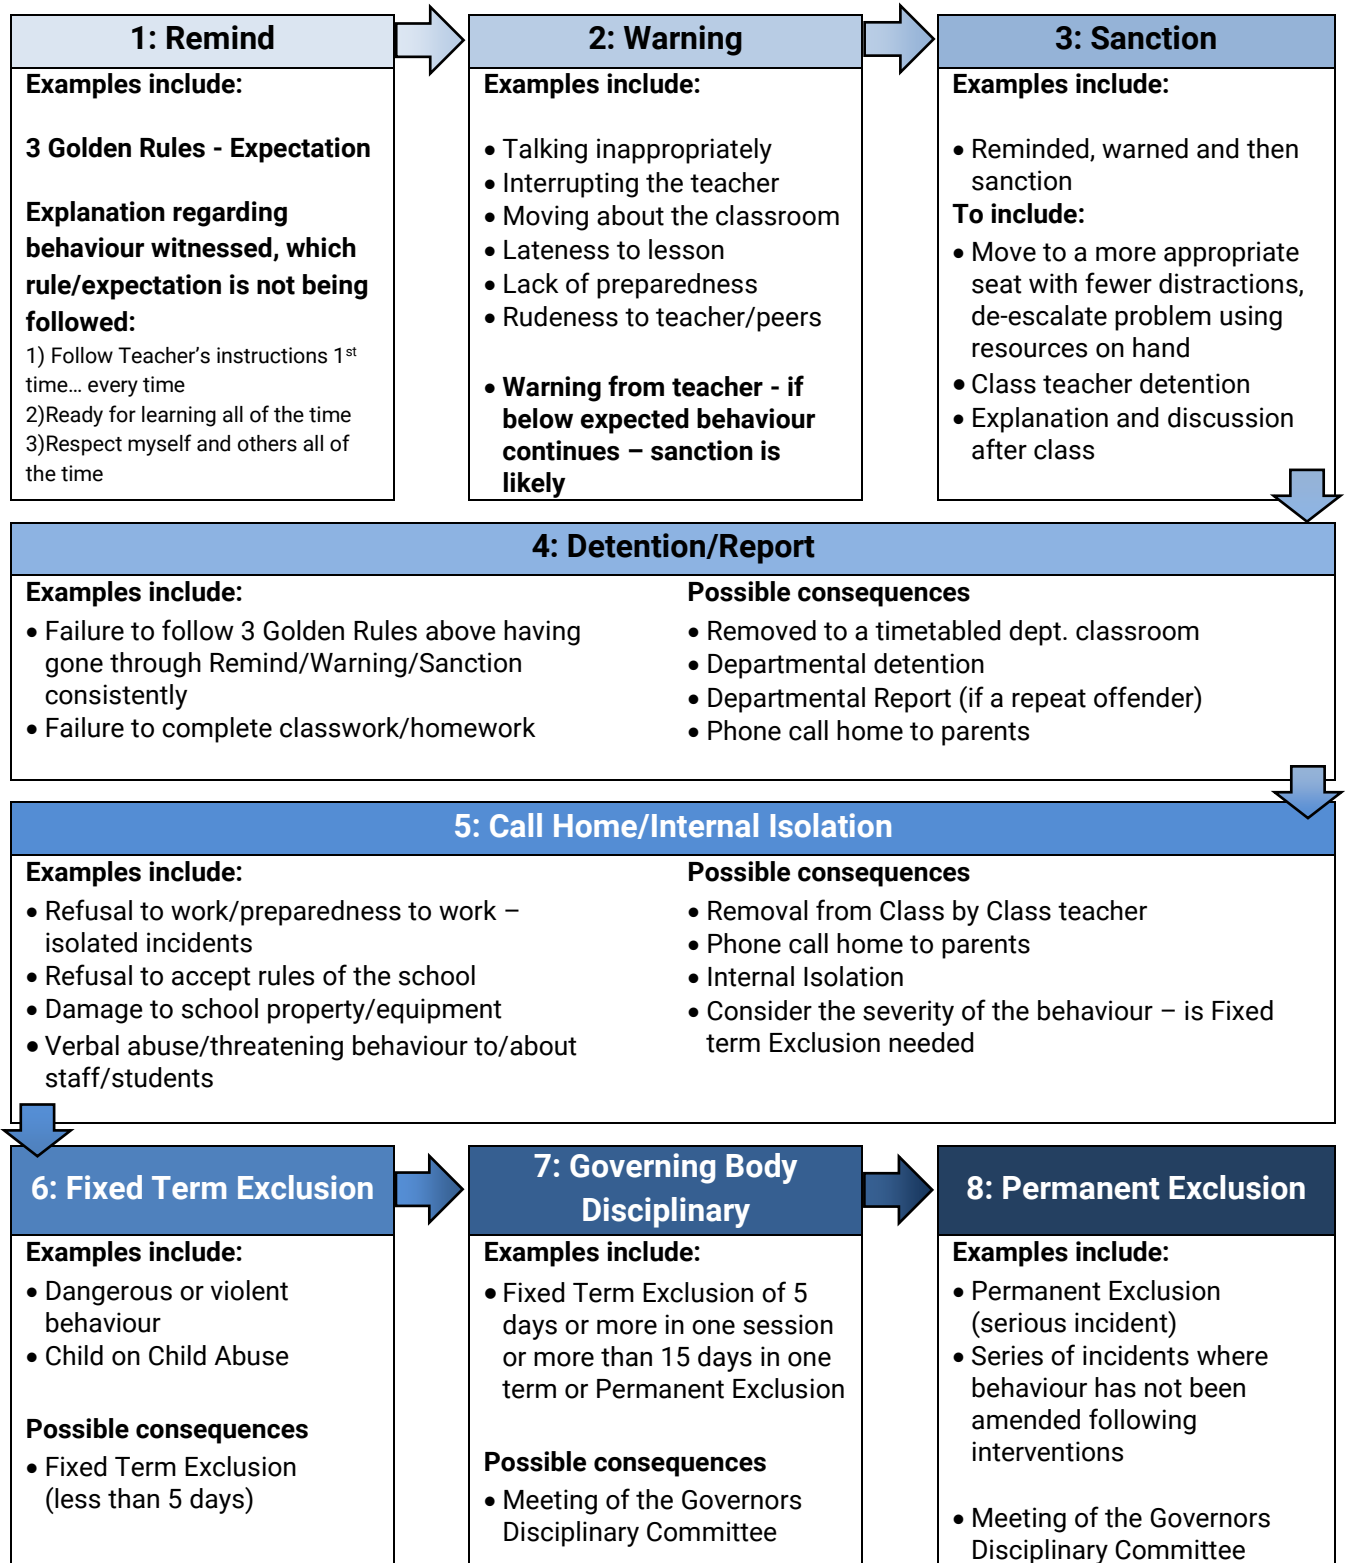 1: Remind
Examples include:
3 Golden Rules - Expectation
Explanation regarding
behaviour witnessed, which
rule/expectation is not being
followed:
1) Follow Teacher’s instructions 1st
time… every time
2)Ready for learning all of the time
3)Respect myself and others all of
the time
2: Warning
Examples include:
• Talking inappropriately
• Interrupting the teacher
• Moving about the classroom
• Lateness to lesson
• Lack of preparedness
• Rudeness to teacher/peers
• Warning from teacher - if
below expected behaviour
continues – sanction is
likely
3: Sanction
Examples include:
• Reminded, warned and then
sanction
To include:
• Move to a more appropriate
seat with fewer distractions,
de-escalate problem using
resources on hand
• Class teacher detention
• Explanation and discussion
after class
4: Detention/Report
Examples include:
• Failure to follow 3 Golden Rules above having
gone through Remind/Warning/Sanction
consistently
• Failure to complete classwork/homework
Possible consequences
• Removed to a timetabled dept. classroom
• Departmental detention
• Departmental Report (if a repeat offender)
• Phone call home to parents
5: Call Home/Internal Isolation
Examples include:
• Refusal to work/preparedness to work –
isolated incidents
• Refusal to accept rules of the school
• Damage to school property/equipment
• Verbal abuse/threatening behaviour to/about
staff/students
Possible consequences
• Removal from Class by Class teacher
• Phone call home to parents
• Internal Isolation
• Consider the severity of the behaviour – is Fixed
term Exclusion needed
6: Fixed Term Exclusion
Examples include:
• Dangerous or violent
behaviour
• Child on Child Abuse
Possible consequences
• Fixed Term Exclusion
(less than 5 days)
7: Governing Body
Disciplinary
Examples include:
• Fixed Term Exclusion of 5
days or more in one session
or more than 15 days in one
term or Permanent Exclusion
Possible consequences
• Meeting of the Governors
Disciplinary Committee
8: Permanent Exclusion
Examples include:
• Permanent Exclusion
(serious incident)
• Series of incidents where
behaviour has not been
amended following
interventions
• Meeting of the Governors
Disciplinary Committee